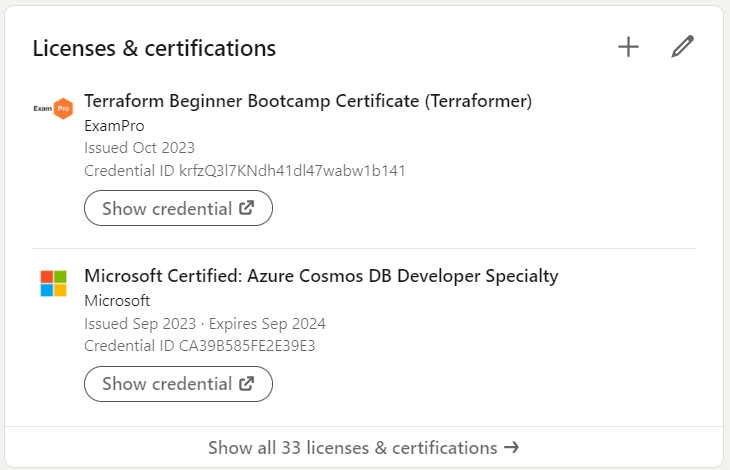 Licenses & certifications
Exam Pro
Terraform Beginner Bootcamp Certificate (Terraformer)
ExamPro
Issued Oct 2023
Credential ID krfzQ3l7KNdh41dl47wabw1b141
Show credential
Microsoft Certified: Azure Cosmos DB Developer Specialty
Microsoft
Issued Sep 2023 · Expires Sep 2024
Credential ID CA39B585FE2E39E3
Show credential
Show all 33 licenses & certifications →